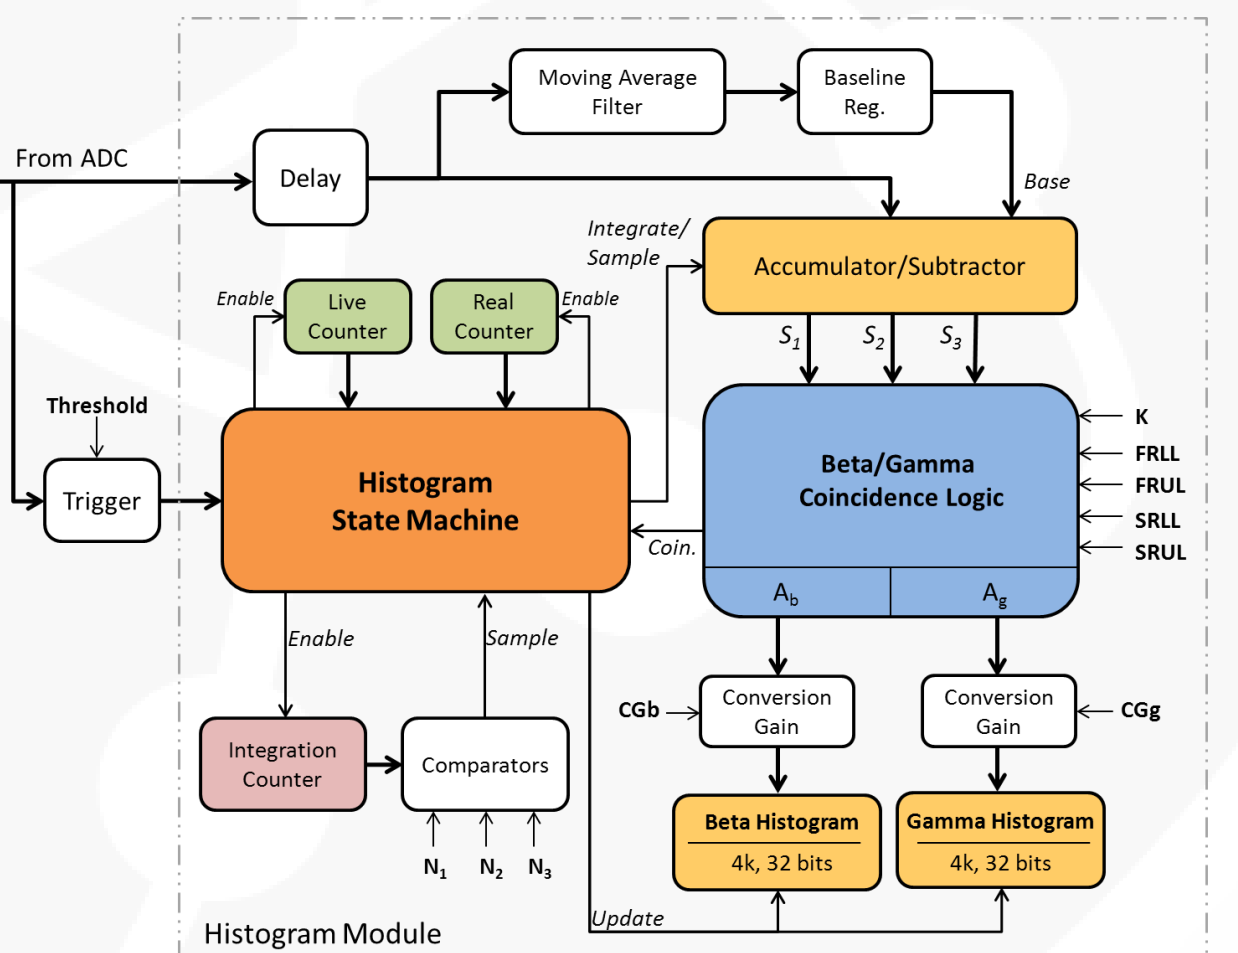 Moving Average
Filter
Baseline
Reg.
From ADC
Delay
Base
Integrate/
Sample
Accumulator/Subtractor
Enable
Live
Counter
Real
Counter
Enable
S1
S2
S3
Threshold
Trigger
Histogram
State Machine
Beta/Gamma
Coincidence Logic
K
FRLL
FRUL
SRLL
SRUL
Coin.
Ab
Ag
Enable
Sample
Conversion
Gain
CGb
Conversion
Gain
CGg
Integration
Counter
Comparators
N1
N2
N3
Beta Histogram
4k, 32 bits
Gamma Histogram
4k, 32 bits
Update
Histogram Module